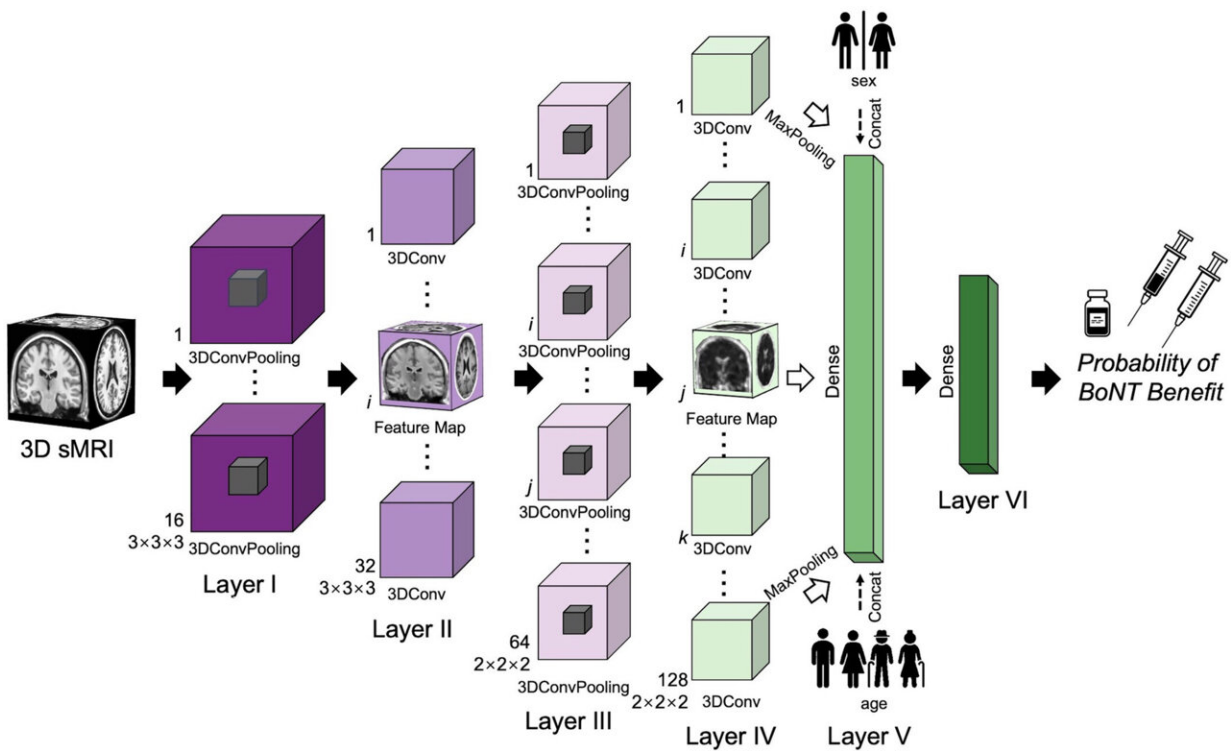 3D sMRI
1
3DConvPooling
16
3×3×3
3DConvPooling
Layer I
1
3DConv
i
Feature Map
32
3×3×3
3DConv
Layer II
1
3DConvPooling
i
3DConvPooling
j
3DConvPooling
64
2×2×2
3DConvPooling
Layer III
1
3DConv
i
3DConv
j
Feature Map
k
3DConv
128
2×2×2
3DConv
Layer IV
MaxPooling
MaxPooling
sex
Concat
Dense
Concat
age
Layer V
Dense
Layer VI
Probability of
BoNT Benefit